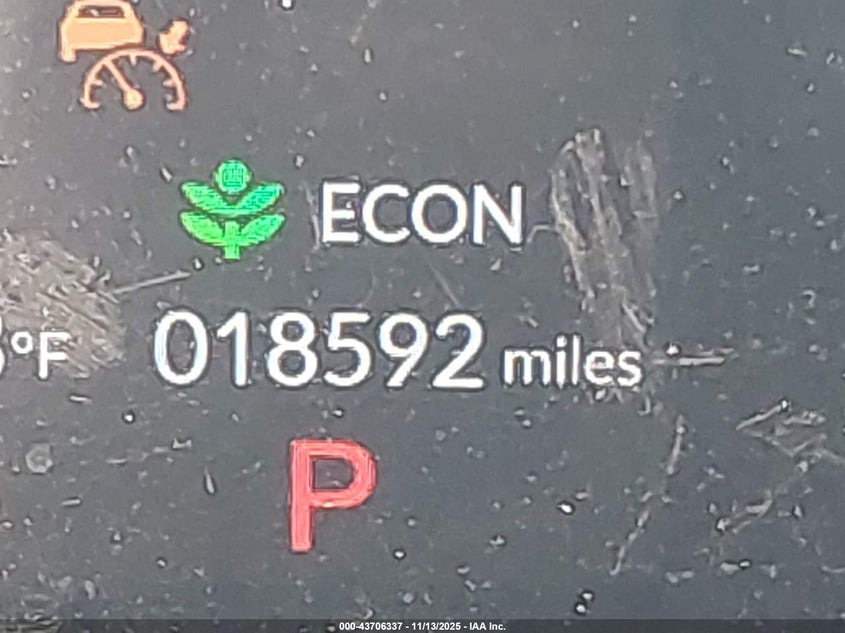 ECON
018592 miles
°F
P
000-43706337 - 11/13/2025 - IAA Inc.